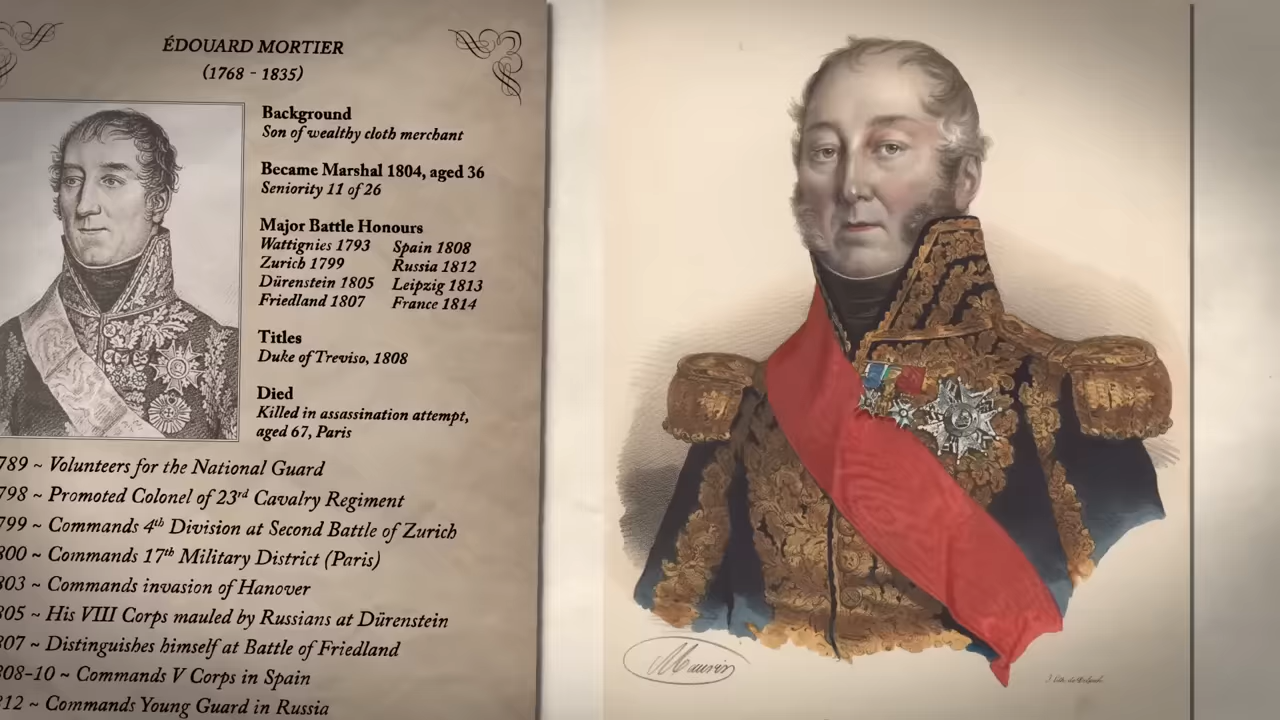 ÉDOUARD MORTIER
(1768 - 1835)
Background
Son of wealthy cloth merchant
Became Marshal 1804, aged 36
Seniority 11 of 26
Major Battle Honours
Wattignies 1793 Spain 1808
Zurich 1799 Russia 1812
Dürenstein 1805 Leipzig 1813
Friedland 1807 France 1814
Titles
Duke of Treviso, 1808
Died
Killed in assassination attempt,
aged 67, Paris
789 ~ Volunteers for the National Guard
798 ~ Promoted Colonel of 23rd Cavalry Regiment
799 ~ Commands 4th Division at Second Battle of Zurich
800 ~ Commands 17th Military District (Paris)
803 ~ Commands invasion of Hanover
805 ~ His VIII Corps mauled by Russians at Dürenstein
807 ~ Distinguishes himself at Battle of Friedland
808-10 ~ Commands V Corps in Spain
812 ~ Commands Young Guard in Russia
Maurin